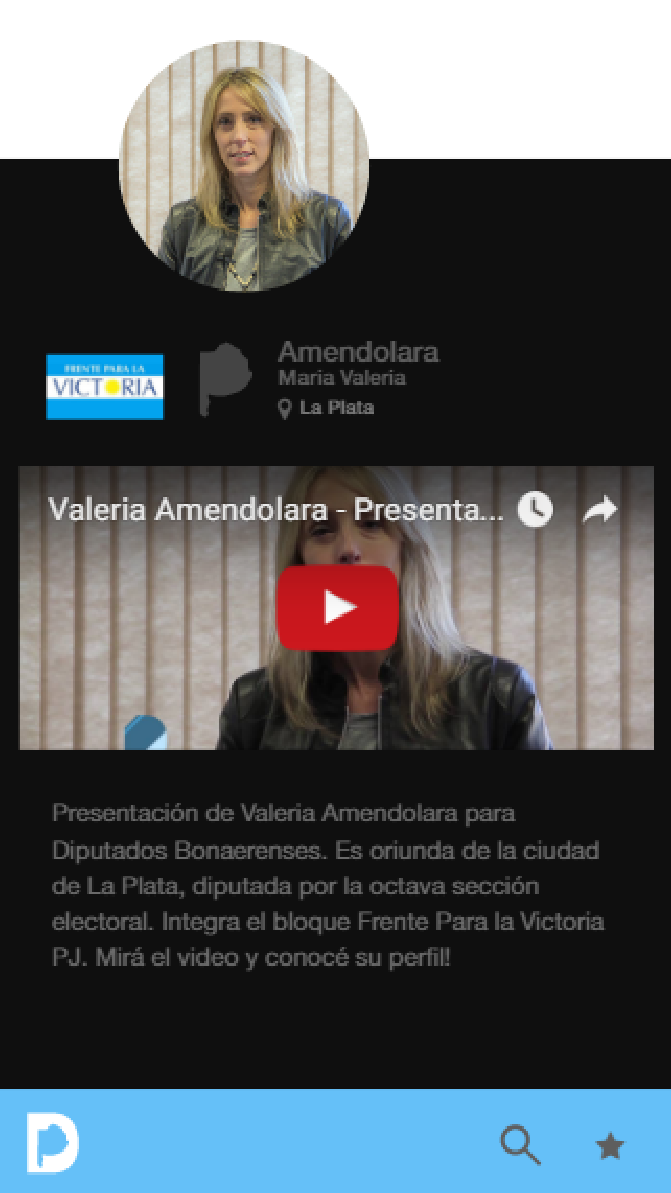 FRENTE PARA LA
VICTORIA
Amendolara
Maria Valeria
La Plata
Valeria Amendolara - Presenta...
Presentación de Valeria Amendolara para
Diputados Bonaerenses. Es oriunda de la ciudad
de La Plata, diputada por la octava sección
electoral. Integra el bloque Frente Para la Victoria
PJ. Mirá el video y conocé su perfil!